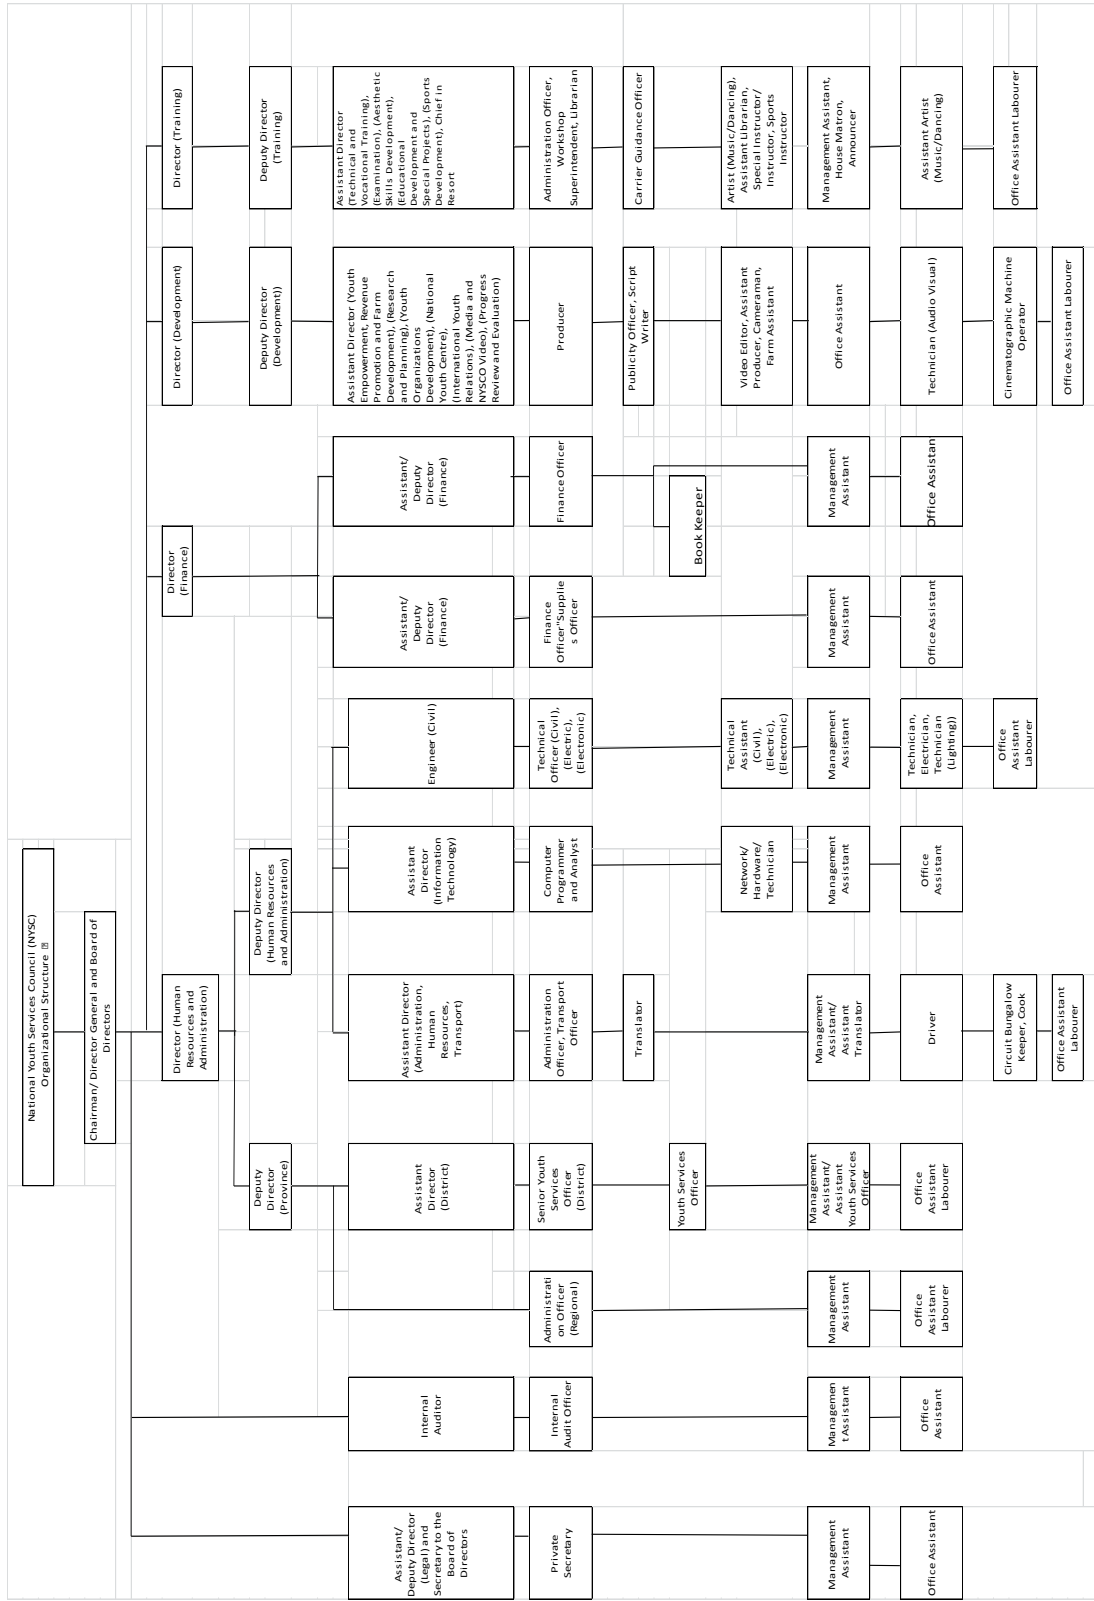 National Youth Services Council (NYSC)
Organizational Structure
Chairman/ Director General and Board of
Directors
Director (Human
Resources and
Administration)
Director
(Finance)
Director (Development)
Director (Training)
Deputy
Director
(Province)
Deputy Director
(Human Resources
and Administration)
Deputy Director
(Development))
Deputy Director
(Training)
Assistant/
Deputy Director
(Legal) and
Secretary to the
Board of
Directors
Internal
Auditor
Assistant
Director
(District)
Assistant Director
(Administration,
Human
Resources,
Transport)
Assistant
Director
(Information
Technology)
Engineer (Civil)
Assistant/
Deputy
Director
(Finance)
Assistant/
Deputy
Director
(Finance)
Assistant Director (Youth
Empowerment, Revenue
Promotion and Farm
Development), (Research
and Planning), (Youth
Organizations
Development), (National
Youth Centre),
(International Youth
Relations), (Media and
NYSCO Video), (Progress
Review and Evaluation)
Assistant Director
(Technical and
Vocational Training),
(Examination), (Aesthetic
Skills Development),
(Educational
Development and
Special Projects), (Sports
Development), Chief in
Resort
Private
Secretary
Internal
Audit Officer
Administrati
on Officer
(Regional)
Senior Youth
Services
Officer
(District)
Administration
Officer, Transport
Officer
Computer
Programmer
and Analyst
Technical
Officer (Civil),
(Electric),
(Electronic)
Finance
Officer"Supplie
s Officer
Finance Officer
Producer
Administration Officer,
Workshop
Superintendent, Librarian
Translator
Publicity Officer, Script
Writer
Carrier Guidance Officer
Youth Services
Officer
Book Keeper
Network/
Hardware/
Technician
Technical
Assistant
(Civil),
(Electric),
(Electronic)
Video Editor, Assistant
Producer, Cameraman,
Farm Assistant
Artist (Music/Dancing),
Assistant Librarian,
Special Instructor/
Instructor, Sports
Instructor
Management
Assistant
Managemen
t Assistant
Management
Assistant
Management
Assistant/
Assistant
Youth Services
Officer
Management
Assistant/
Assistant
Translator
Management
Assistant
Management
Assistant
Management
Assistant
Management
Assistant
Office Assistant
Management Assistant,
House Matron,
Announcer
Office Assistant
Office
Assistant
Office
Assistant
Labourer
Office
Assistant
Labourer
Driver
Office
Assistant
Technician,
Electrician,
Technician
(Lighting))
Office Assistant
Office Assistan
Technician (Audio Visual)
Assistant Artist
(Music/Dancing)
Circuit Bungalow
Keeper, Cook
Office
Assistant
Labourer
Cinematographic Machine
Operator
Office Assistant Labourer
Office Assistant
Labourer
Office Assistant Labourer